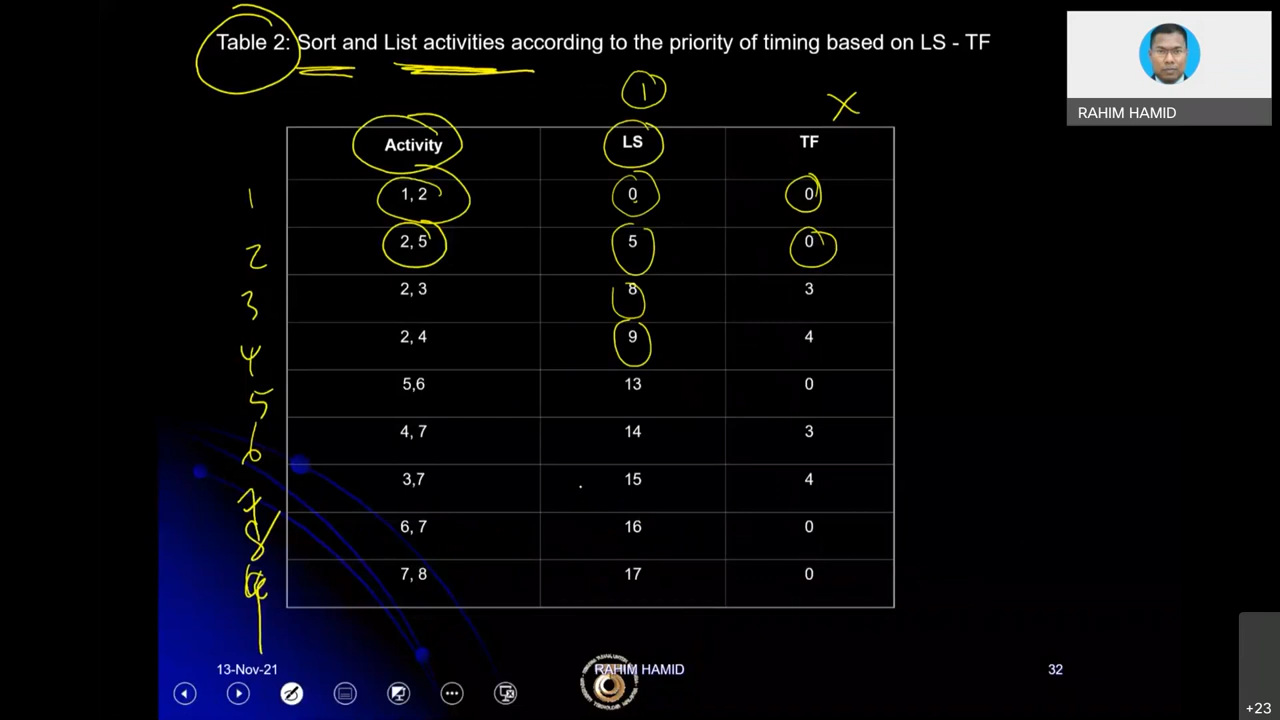 Table 2: Sort and List activities according to the priority of timing based on LS - TF
RAHIM HAMID
1 X
Activity LS TF
1 1, 2 0 0
2 2, 5 5 0
3 2, 3 8 3
4 2, 4 9 4
5 5,6 13 0
6 4, 7 14 3
7 3,7 15 4
8 6, 7 16 0
9 7, 8 17 0
13-Nov-21 RAHIM HAMID 32
+23